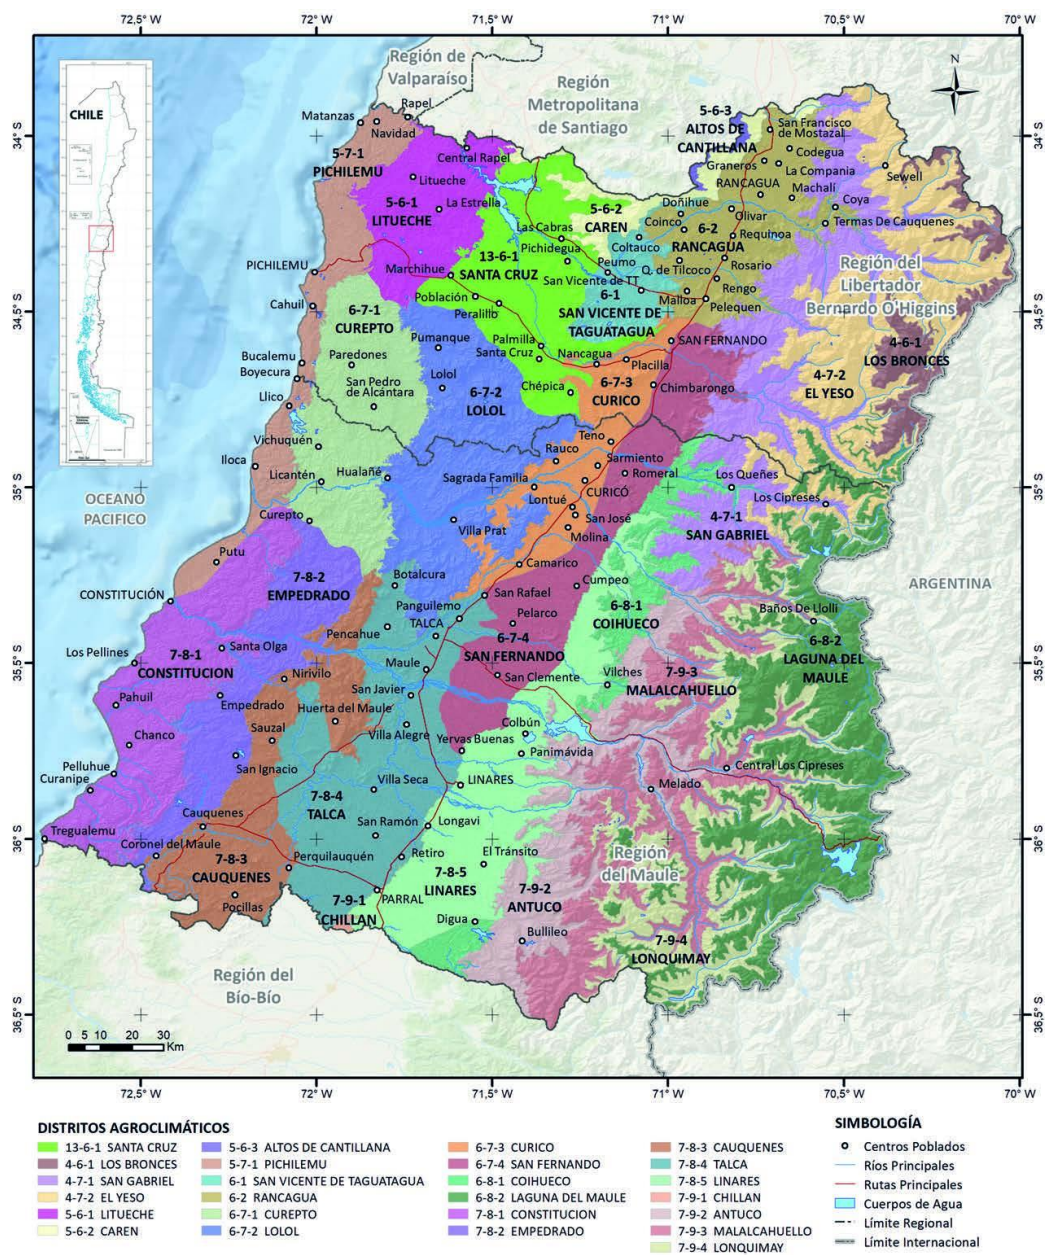 72,5° W
72° W
71,5° W
71° W
70,5° W
70° W
34° S
34,5° S
35° S
35,5° S
36° S
36,5° S
CHILE
N
Región de
Valparaíso
Región
Metropolitana
de Santiago
Rapel
Matanzas
Navidad
5-7-1
PICHILEMU
Central Rapel
Litueche
5-6-1
LITUECHE
La Estrella
5-6-3
ALTOS DE
CANTILLANA
San Francisco
de Mostazal
Codegua
Graneros
La Compania
RANCAGUA
Machalí
Sewell
Coya
Doñihue
Olivar
Termas De Cauquenes
5-6-2
CAREN
Coinco
6-2
RANCAGUA
Requinoa
Las Cabras
Pichidegua
Coltauco
13-6-1
SANTA CRUZ
Peumo
Q. de Tilcoco
Rosario
Región del
Libertador
Bernardo O'Higgins
PICHILEMU
Marchihue
San Vicente de TT
Rengo
Malloa
Pelequen
Población
Peralillo
6-1
SAN VICENTE DE
TAGUATAGUA
Cahuil
6-7-1
CUREPTO
Pumanque
Palmilla
SAN FERNANDO
Santa Cruz
Nancagua
Placilla
4-6-1
LOS BRONCES
Bucalemu
Boyecura
Paredones
San Pedro
de Alcántara
Lolol
6-7-2
LOLOL
Chépica
6-7-3
CURICO
Chimbarongo
4-7-2
EL YESO
Llico
Vichuquén
Teno
Rauco
Sarmiento
Iloca
Licantén
Hualañé
Sagrada Familia
Romeral
Los Queñes
CURICÓ
Los Cipreses
OCEANO
PACIFICO
Lontué
San José
Curepto
Villa Prat
Molina
4-7-1
SAN GABRIEL
Putu
Camarico
ARGENTINA
CONSTITUCIÓN
7-8-2
EMPEDRADO
Botalcura
Cumpeo
San Rafael
Panguilemo
6-8-1
COIHUECO
Baños De Llolli
TALCA
Pelarco
Pencahue
Los Pellines
7-8-1
CONSTITUCION
Santa Olga
Maule
6-7-4
SAN FERNANDO
6-8-2
LAGUNA DEL
MAULE
Nirivilo
San Javier
San Clemente
Vilches
7-9-3
MALALCAHUELLO
Pahuil
Empedrado
Huerta del Maule
Colbún
Chanco
Sauzal
Villa Alegre
Yervas Buenas
Panimávida
San Ignacio
Central Los Cipreses
Pelluhue
Curanipe
Villa Seca
LINARES
Melado
7-8-4
TALCA
Cauquenes
San Ramón
Longavi
Tregualemu
Coronel del Maule
El Tránsito
Región
del Maule
7-8-3
CAUQUENES
Perquilauquén
Retiro
7-8-5
LINARES
7-9-2
ANTUCO
Pocillas
7-9-1
CHILLAN
PARRAL
Digua
Bullileo
7-9-4
LONQUIMAY
Región del
Bío-Bío
0 5 10 20 30
Km
72,5° W
72° W
71,5° W
71° W
70,5° W
70° W
DISTRITOS AGROCLIMÁTICOS
13-6-1 SANTA CRUZ
4-6-1 LOS BRONCES
4-7-1 SAN GABRIEL
4-7-2 EL YESO
5-6-1 LITUECHE
5-6-2 CAREN
5-6-3 ALTOS DE CANTILLANA
5-7-1 PICHILEMU
6-1 SAN VICENTE DE TAGUATAGUA
6-2 RANCAGUA
6-7-1 CUREPTO
6-7-2 LOLOL
6-7-3 CURICO
6-7-4 SAN FERNANDO
6-8-1 COIHUECO
6-8-2 LAGUNA DEL MAULE
7-8-1 CONSTITUCION
7-8-2 EMPEDRADO
7-8-3 CAUQUENES
7-8-4 TALCA
7-8-5 LINARES
7-9-1 CHILLAN
7-9-2 ANTUCO
7-9-3 MALALCAHUELLO
7-9-4 LONQUIMAY
SIMBOLOGÍA
Centros Poblados
Ríos Principales
Rutas Principales
Cuerpos de Agua
Límite Regional
Límite Internacional